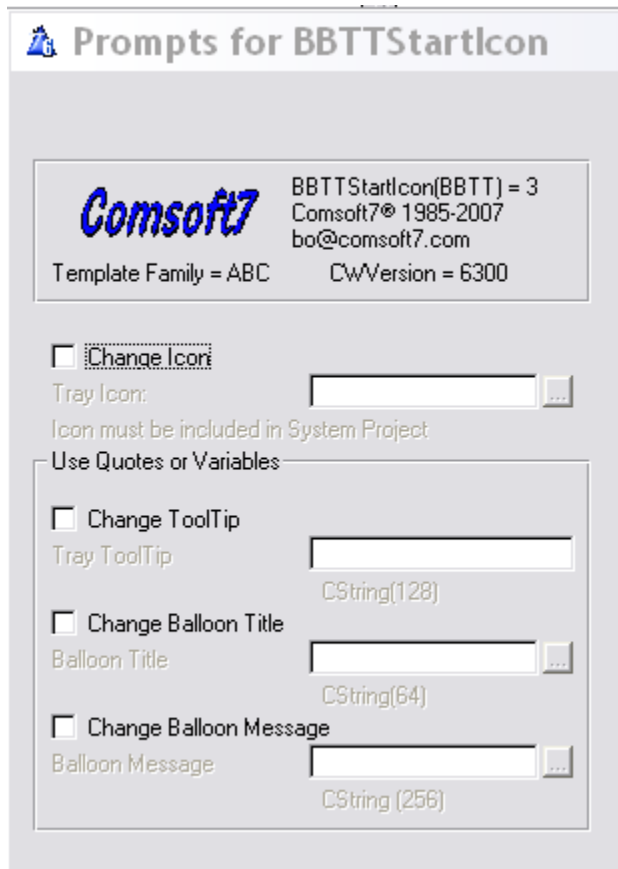 Prompts for BBTTStartIcon
Comsoft7
BBTTStartIcon(BBTT) = 3
Comsoft7® 1985-2007
bo@comsoft7.com
Template Family = ABC CwVersion = 6300
Change Icon
Tray Icon:
...
Icon must be included in System Project
Use Quotes or Variables
Change ToolTip
Tray ToolTip
CString(128)
Change Balloon Title
Balloon Title
...
CString(64)
Change Balloon Message
Balloon Message
...
CString (256)